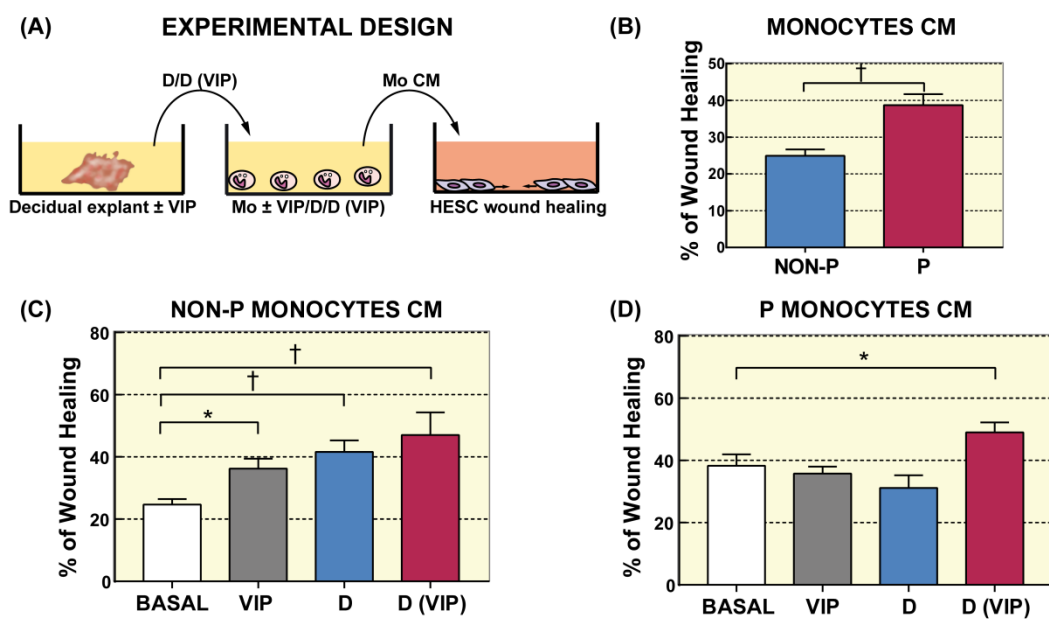 (A) EXPERIMENTAL DESIGN
D/D (VIP)
Mo CM
Decidual explant ± VIP
Mo ± VIP/D/D (VIP)
HESC wound healing
(B) MONOCYTES CM
% of Wound Healing
50
40
30
20
10
0
†
NON-P P
(C) NON-P MONOCYTES CM
% of Wound Healing
80
60
40
20
0
†
†
*
BASAL VIP D D (VIP)
(D) P MONOCYTES CM
% of Wound Healing
80
60
40
20
0
*
BASAL VIP D D (VIP)